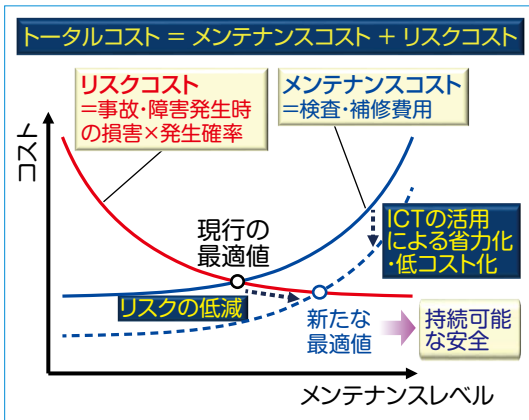 トータルコスト = メンテナンスコスト + リスクコスト
リスクコスト
=事故・障害発生時
の損害×発生確率
メンテナンスコスト
=検査・補修費用
コスト
現行の
最適値
ICTの活用
による省力化
・低コスト化
リスクの低減
新たな
最適値
持続可能
な安全
メンテナンスレベル